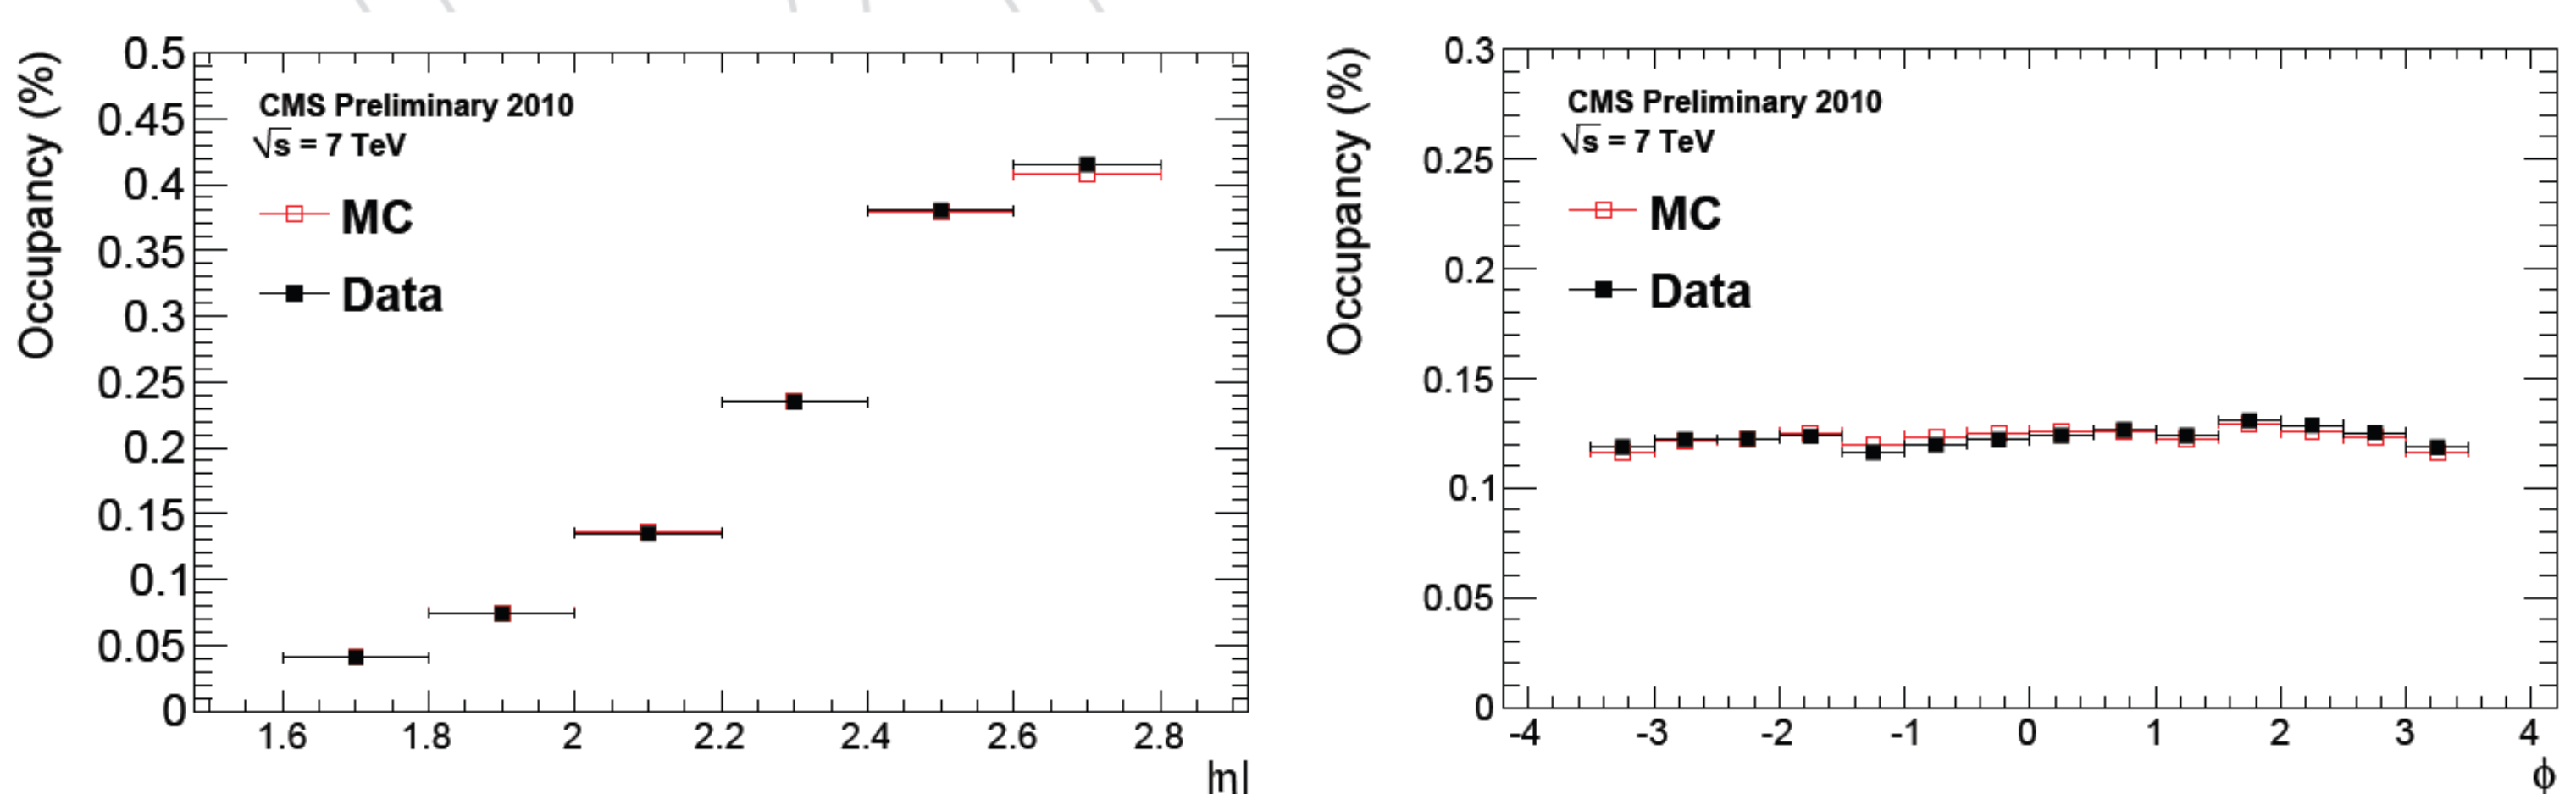 Occupancy (%)
0.5
0.45
0.4
0.35
0.3
0.25
0.2
0.15
0.1
0.05
0
CMS Preliminary 2010
√s = 7 TeV
MC
Data
1.6 1.8 2 2.2 2.4 2.6 2.8
|η|
Occupancy (%)
0.3
0.25
0.2
0.15
0.1
0.05
0
CMS Preliminary 2010
√s = 7 TeV
MC
Data
-4 -3 -2 -1 0 1 2 3 4
ϕ